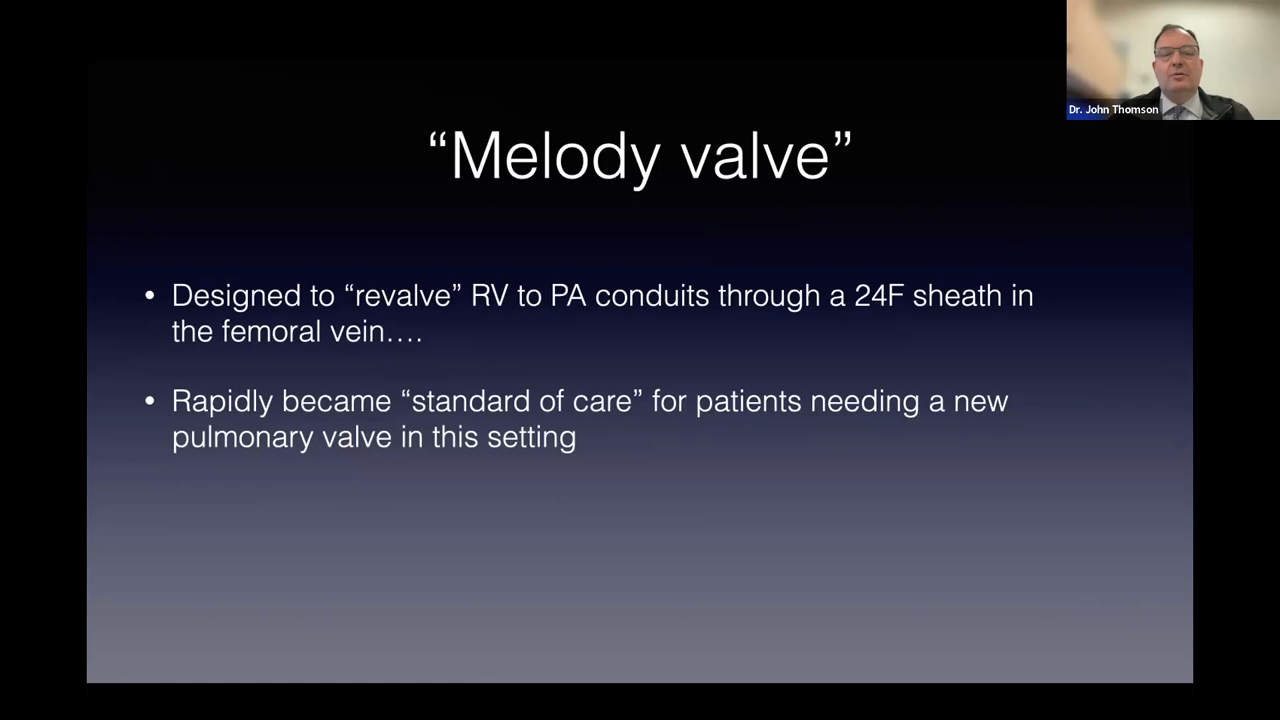 Dr. John Thomson
“Melody valve”
• Designed to “revalve” RV to PA conduits through a 24F sheath in
the femoral vein….
• Rapidly became “standard of care” for patients needing a new
pulmonary valve in this setting